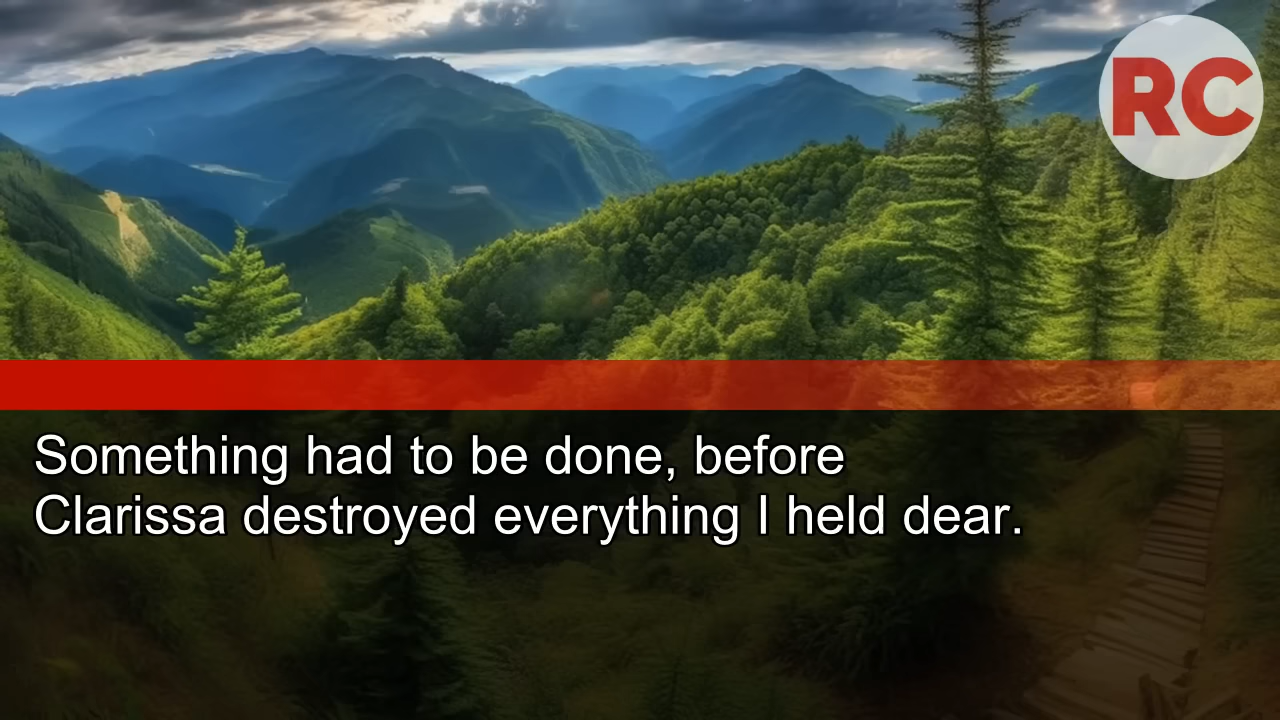 RC
Something had to be done, before
Clarissa destroyed everything I held dear.